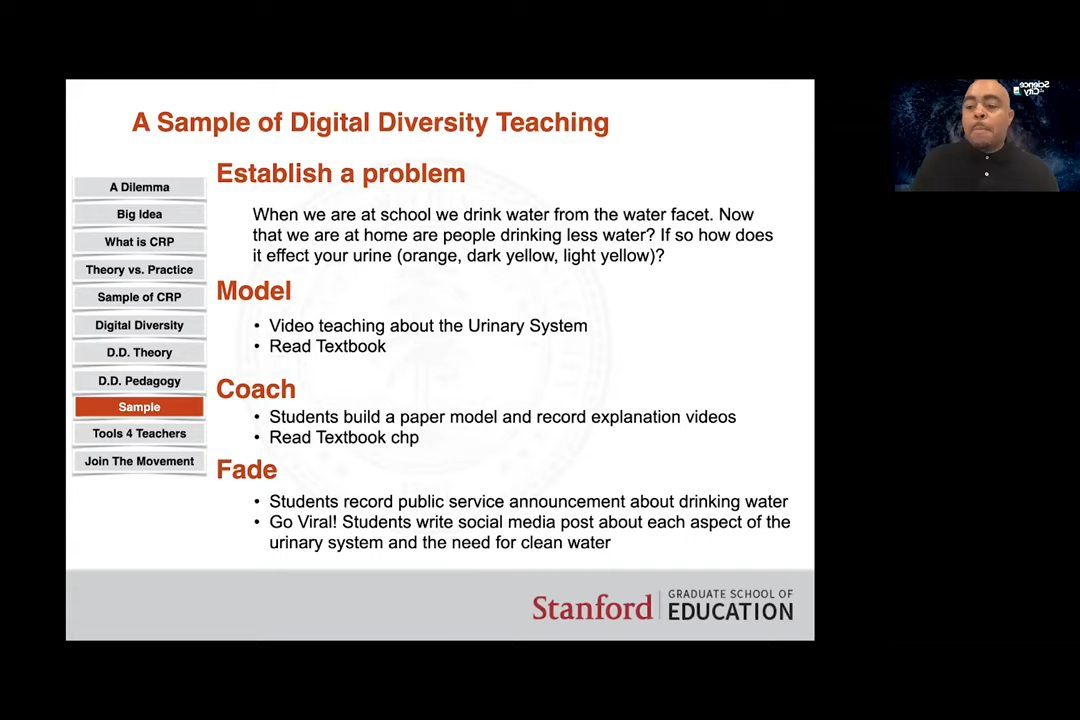 A Sample of Digital Diversity Teaching
A Dilemma
Big Idea
What is CRP
Theory vs. Practice
Sample of CRP
Digital Diversity
D.D. Theory
D.D. Pedagogy
Sample
Tools 4 Teachers
Join The Movement
Establish a problem
When we are at school we drink water from the water facet. Now
that we are at home are people drinking less water? If so how does
it effect your urine (orange, dark yellow, light yellow)?
Model
• Video teaching about the Urinary System
• Read Textbook
Coach
• Students build a paper model and record explanation videos
• Read Textbook chp
Fade
• Students record public service announcement about drinking water
• Go Viral! Students write social media post about each aspect of the
urinary system and the need for clean water
Stanford
GRADUATE SCHOOL OF
EDUCATION
Science
City